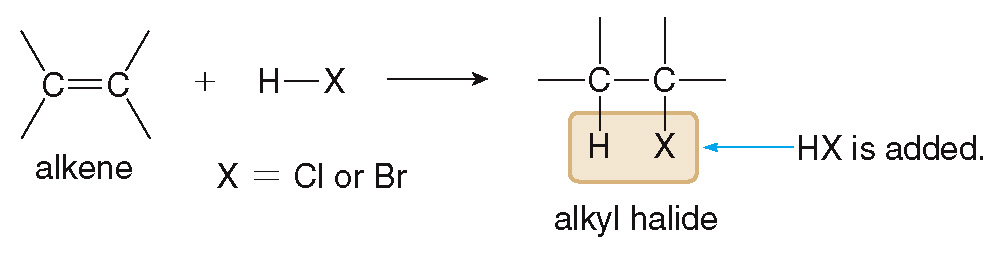 C=C + H—X → —C—C—
H X HX is added.
alkene
X = Cl or Br
alkyl halide